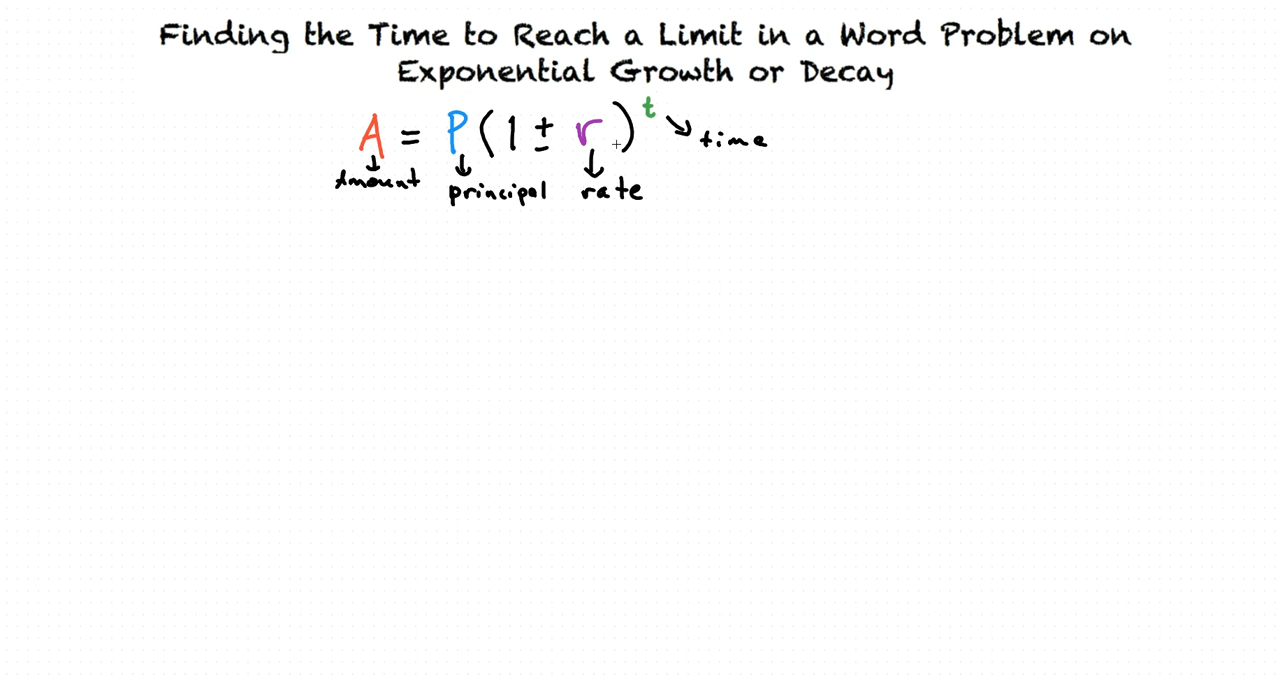 Finding the Time to Reach a Limit in a Word Problem on
Exponential Growth or Decay
A = P(1 ± r)^t
time
Amount principal rate